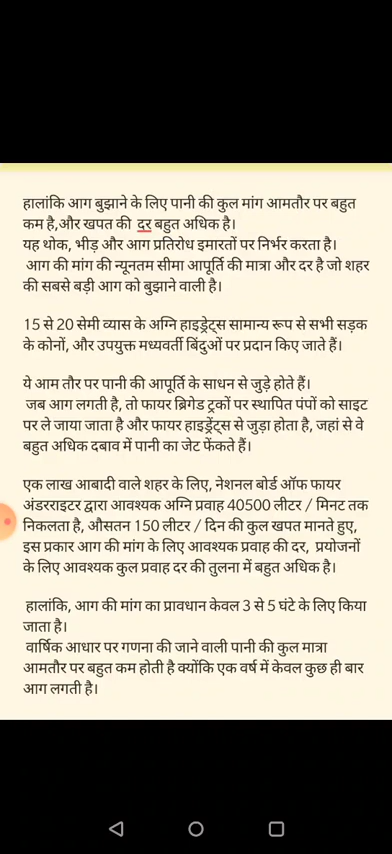 हालांकि आग बुझाने के लिए पानी की कुल मांग आमतौर पर बहुत
कम है,और खपत की दर बहुत अधिक है।
यह थोक, भीड़ और आग प्रतिरोध इमारतों पर निर्भर करता है।
आग की मांग की न्यूनतम सीमा आपूर्ति की मात्रा और दर है जो शहर
की सबसे बड़ी आग को बुझाने वाली है।
15 से 20 सेमी व्यास के अग्नि हाइड्रेट्स सामान्य रूप से सभी सड़क
के कोनों, और उपयुक्त मध्यवर्ती बिंदुओं पर प्रदान किए जाते हैं।
ये आम तौर पर पानी की आपूर्ति के साधन से जुड़े होते हैं।
जब आग लगती है, तो फायर ब्रिगेड ट्रकों पर स्थापित पंपों को साइट
पर ले जाया जाता है और फायर हाइड्रेंट्स से जुड़ा होता है, जहां से वे
बहुत अधिक दबाव में पानी का जेट फेंकते हैं।
एक लाख आबादी वाले शहर के लिए, नेशनल बोर्ड ऑफ फायर
अंडरराइटर द्वारा आवश्यक अग्नि प्रवाह 40500 लीटर / मिनट तक
निकलता है, औसतन 150 लीटर / दिन की कुल खपत मानते हुए,
इस प्रकार आग की मांग के लिए आवश्यक प्रवाह की दर, प्रयोजनों
के लिए आवश्यक कुल प्रवाह दर की तुलना में बहुत अधिक है।
हालांकि, आग की मांग का प्रावधान केवल 3 से 5 घंटे के लिए किया
जाता है।
वार्षिक आधार पर गणना की जाने वाली पानी की कुल मात्रा
आमतौर पर बहुत कम होती है क्योंकि एक वर्ष में केवल कुछ ही बार
आग लगती है।